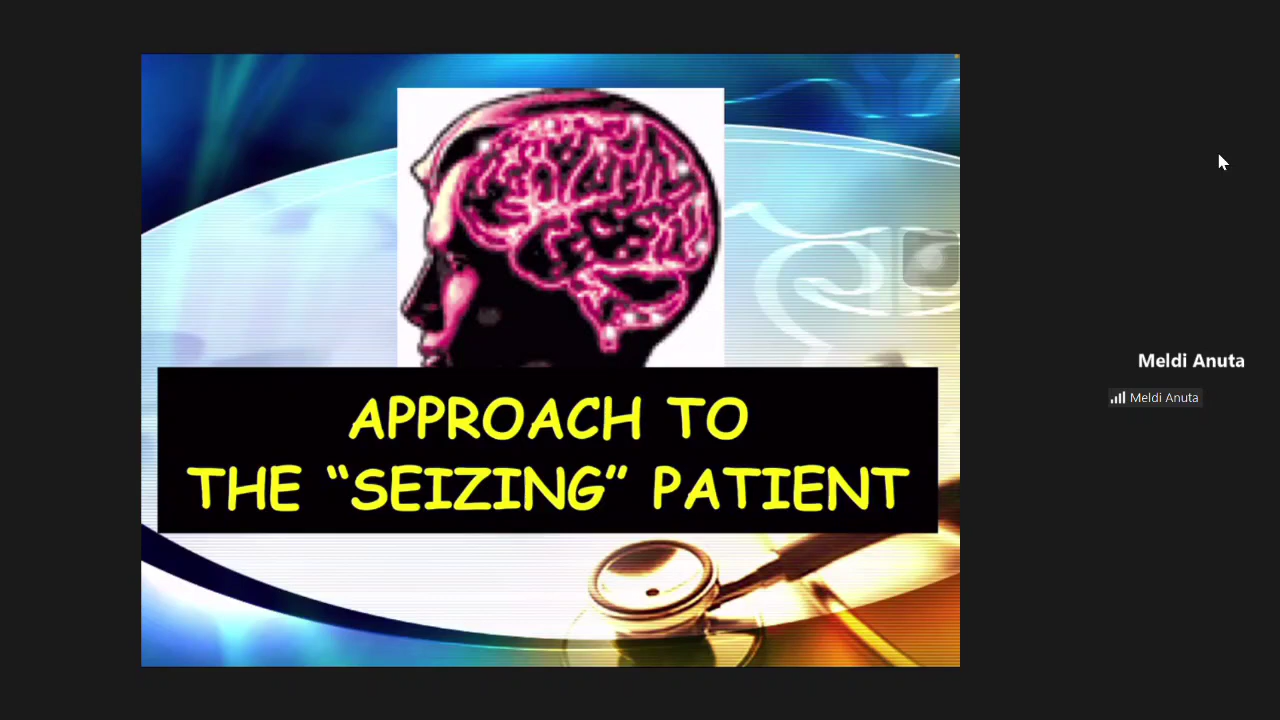 APPROACH TO
THE “SEIZING” PATIENT
Meldi Anuta
Meldi Anuta